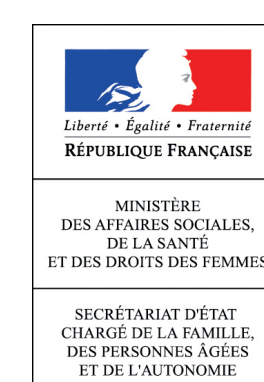 Liberté • Égalité • Fraternité
RÉPUBLIQUE FRANÇAISE
MINISTÈRE
DES AFFAIRES SOCIALES,
DE LA SANTÉ
ET DES DROITS DES FEMMES
SECRÉTARIAT D'ÉTAT
CHARGÉ DE LA FAMILLE,
DES PERSONNES ÂGÉES
ET DE L'AUTONOMIE